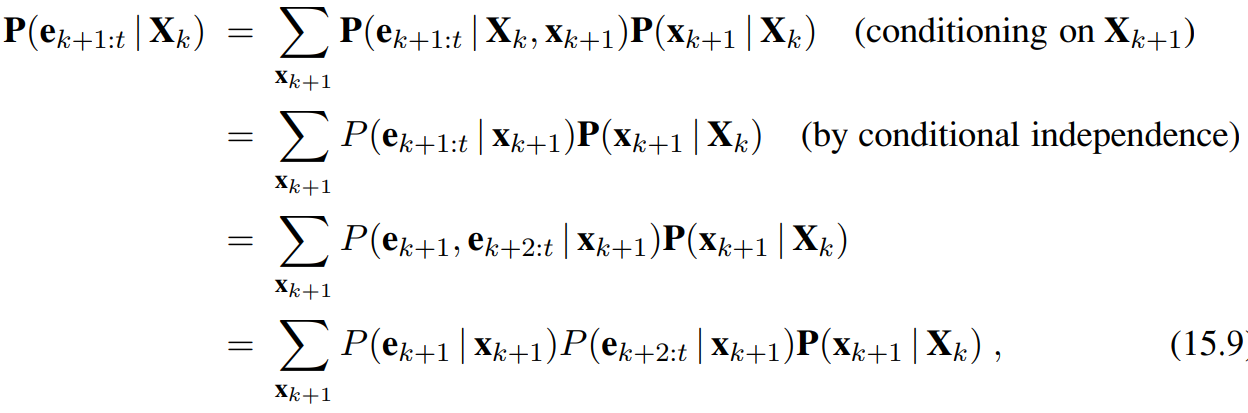 P(e_{k+1:t} | X_k) = ∑_{x_{k+1}} P(e_{k+1:t} | X_k, x_{k+1})P(x_{k+1} | X_k) (conditioning on X_{k+1})
= ∑_{x_{k+1}} P(e_{k+1:t} | x_{k+1})P(x_{k+1} | X_k) (by conditional independence)
= ∑_{x_{k+1}} P(e_{k+1}, e_{k+2:t} | x_{k+1})P(x_{k+1} | X_k)
= ∑_{x_{k+1}} P(e_{k+1} | x_{k+1})P(e_{k+2:t} | x_{k+1})P(x_{k+1} | X_k) , (15.9)